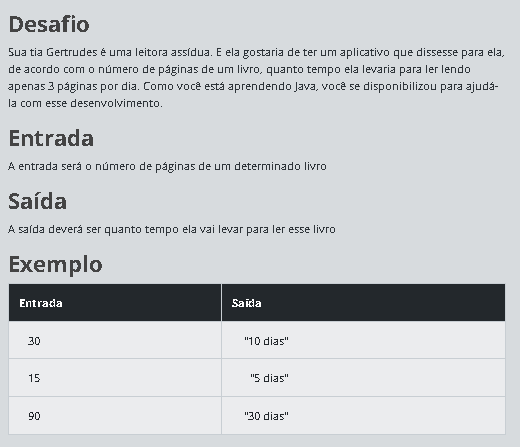 Desafio
Sua tia Gertrudes é uma leitora assídua. E ela gostaria de ter um aplicativo que dissesse para ela,
de acordo com o número de páginas de um livro, quanto tempo ela levaria para ler lendo
apenas 3 páginas por dia. Como você está aprendendo Java, você se disponibilizou para ajudá-
la com esse desenvolvimento.
Entrada
A entrada será o número de páginas de um determinado livro
Saída
A saída deverá ser quanto tempo ela vai levar para ler esse livro
Exemplo
Entrada Saída
30 "10 dias"
15 "5 dias"
90 "30 dias"